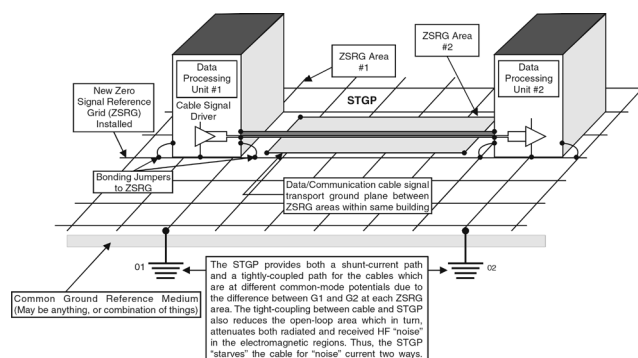 ZSRG Area
#1
ZSRG Area
#2
Data
Processing
Unit #1
Data
Processing
Unit #2
STGP
New Zero
Signal Reference
Grid (ZSRG)
Installed
Cable Signal
Driver
Bonding Jumpers
to ZSRG
Data/Communication cable signal
transport ground plane between
ZSRG areas within same building
01
02
Common Ground Reference Medium
(May be anything, or combination of things)
The STGP provides both a shunt-current path
and a tightly-coupled path for the cables which
are at different common-mode potentials due to
the difference between G1 and G2 at each ZSRG
area. The tight-coupling between cable and STGP
also reduces the open-loop area which in turn,
attenuates both radiated and received HF "noise"
in the electromagnetic regions. Thus, the STGP
"starves" the cable for "noise" current two ways.